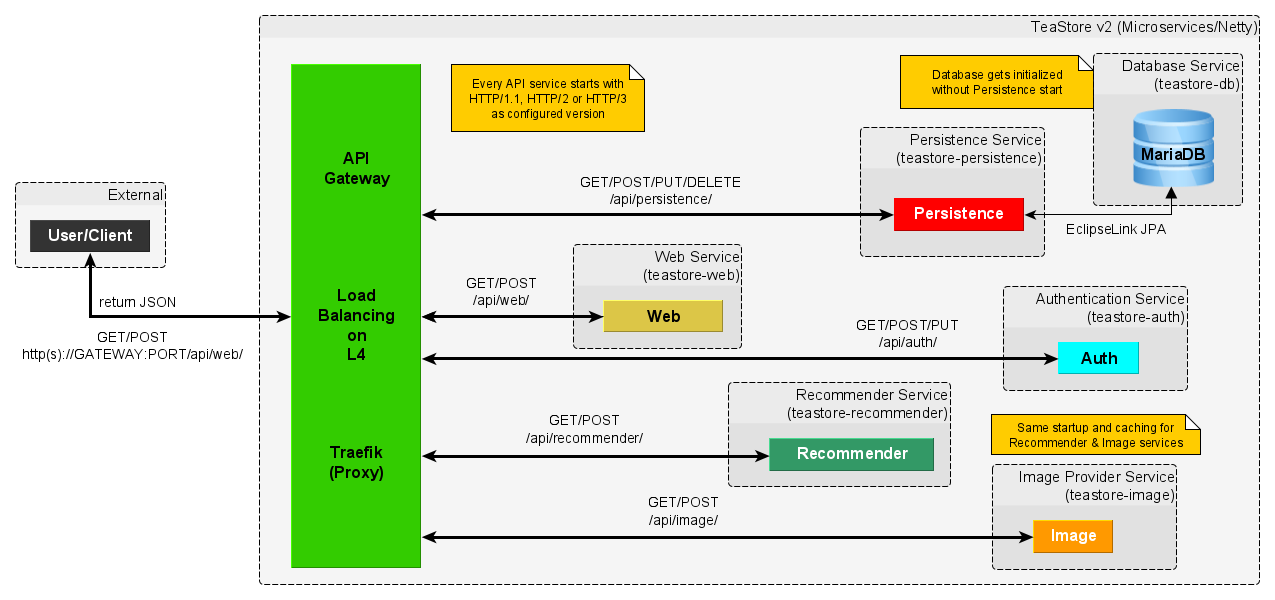 TeaStore v2 (Microservices/Netty)
Every API service starts with
HTTP/1.1, HTTP/2 or HTTP/3
as configured version
Database gets initialized
without Persistence start
Database Service
(teastore-db)
MariaDB
Persistence Service
(teastore-persistence)
Persistence
EclipseLink JPA
API
Gateway
GET/POST/PUT/DELETE
/api/persistence/
External
User/Client
return JSON
GET/POST
http(s)://GATEWAY:PORT/api/web/
Load
Balancing
on
L4
GET/POST
/api/web/
Web Service
(teastore-web)
Web
GET/POST/PUT
/api/auth/
Authentication Service
(teastore-auth)
Auth
Traefik
(Proxy)
GET/POST
/api/recommender/
Recommender Service
(teastore-recommender)
Recommender
Same startup and caching for
Recommender & Image services
GET/POST
/api/image/
Image Provider Service
(teastore-image)
Image